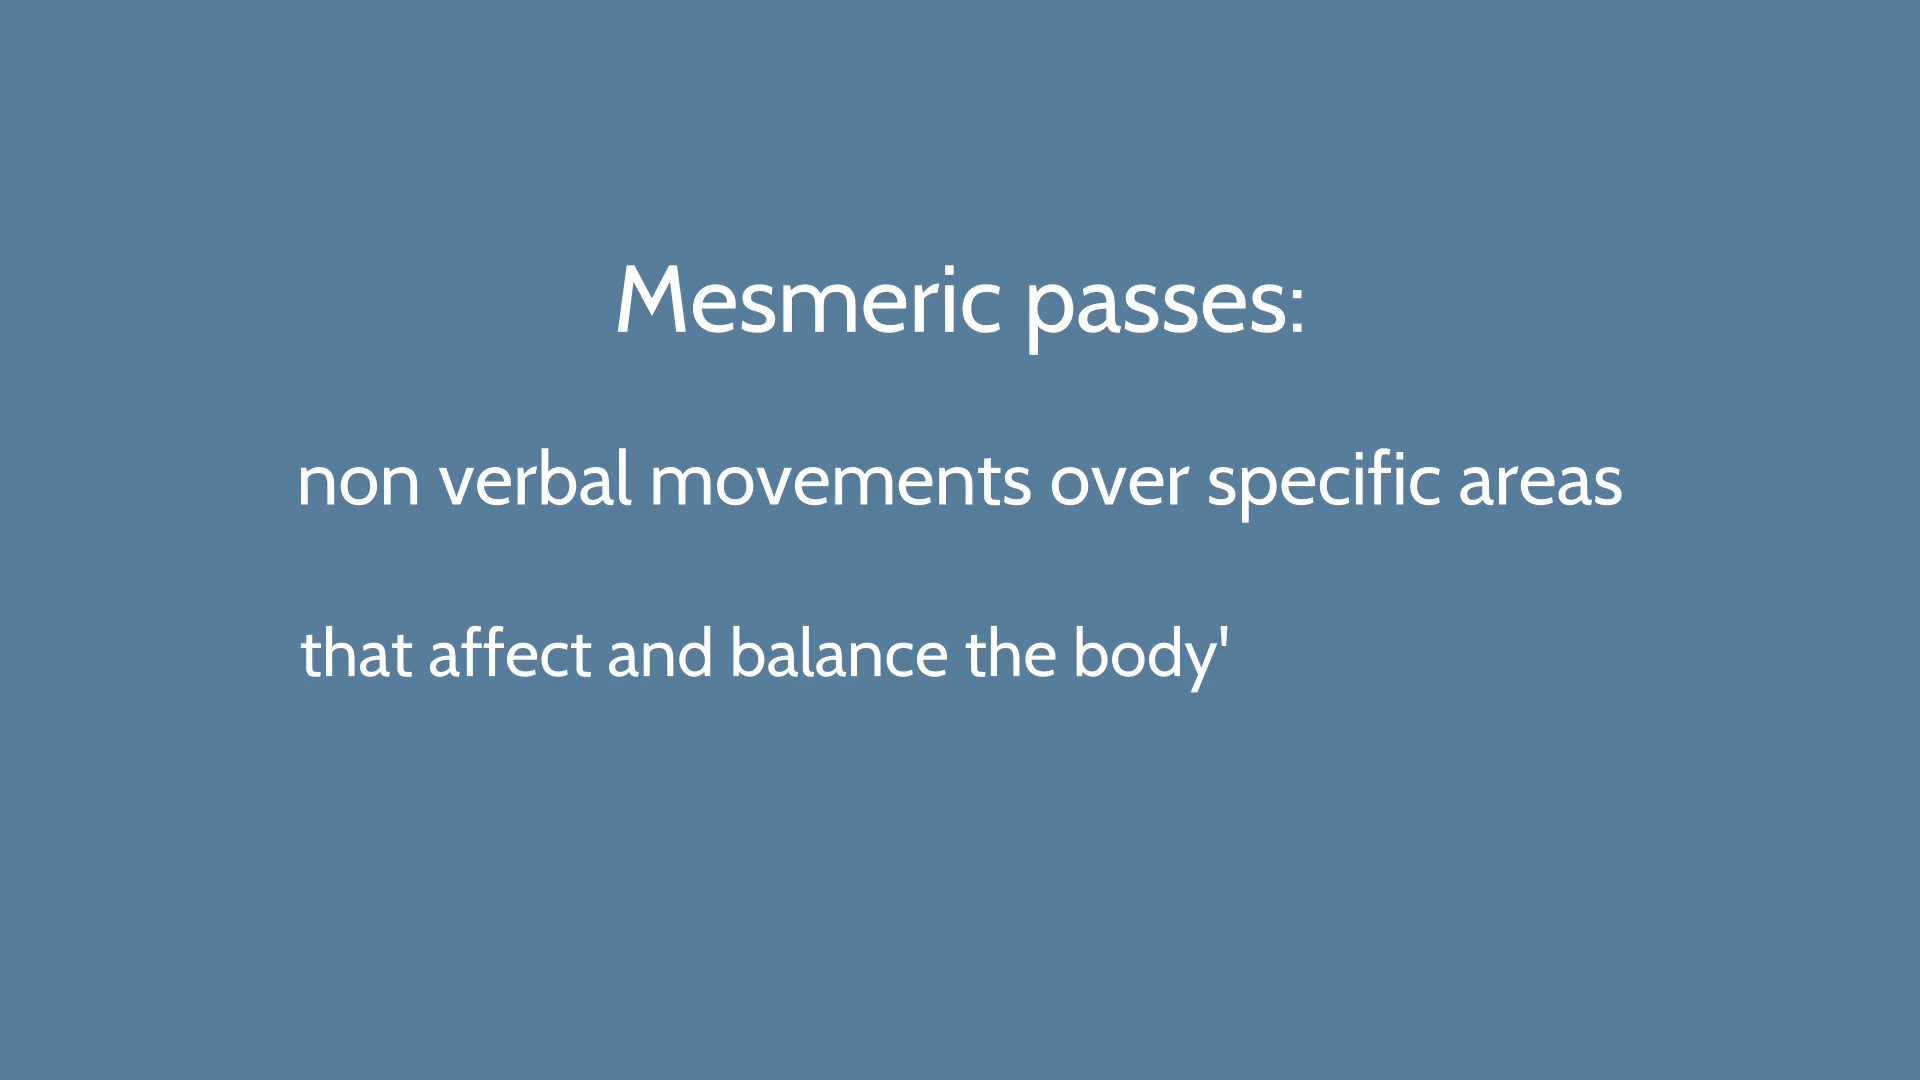 Mesmeric passes:
non verbal movements over specific areas
that affect and balance the body'